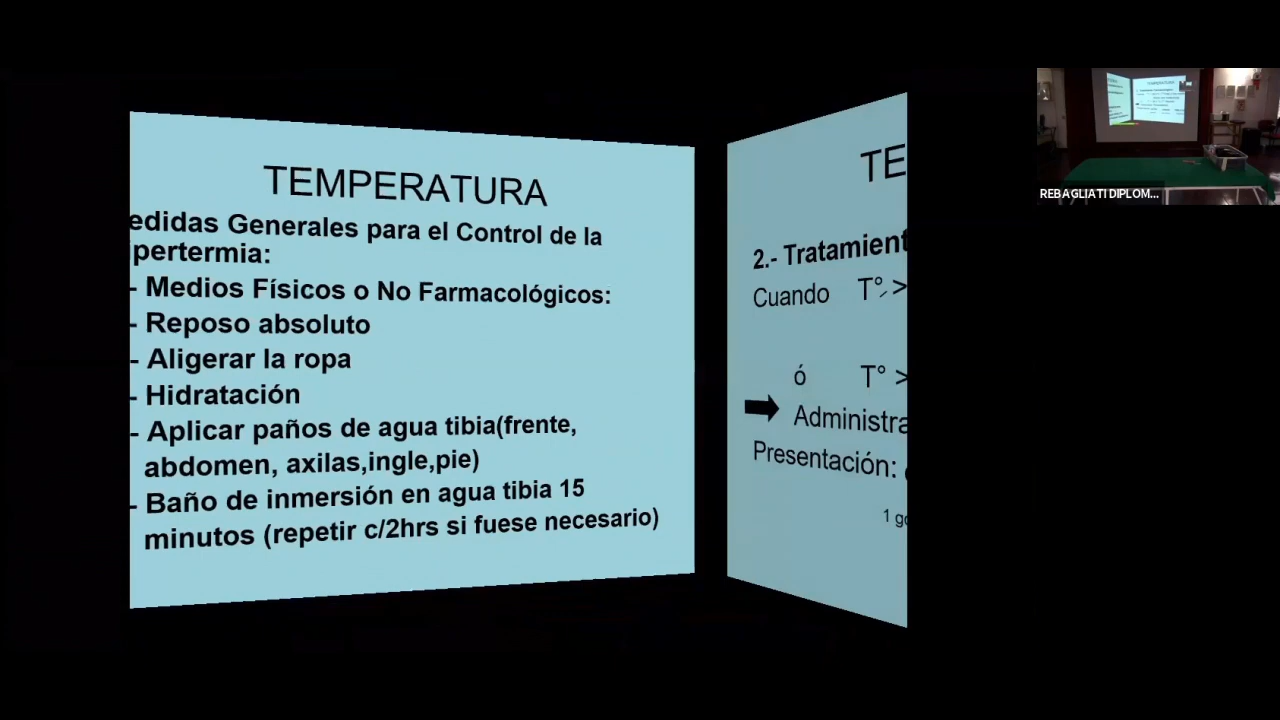 TEMPERATURA
edidas Generales para el Control de la
pertermia:
- Medios Físicos o No Farmacológicos:
- Reposo absoluto
- Aligerar la ropa
- Hidratación
- Aplicar paños de agua tibia(frente,
abdomen, axilas,ingle,pie)
- Baño de inmersión en agua tibia 15
minutos (repetir c/2hrs si fuese necesario)
TE
2.- Tratamient
Cuando T° >
ó T° >
Administra
Presentación:
1 go
REBAGLIATI DIPLOM...